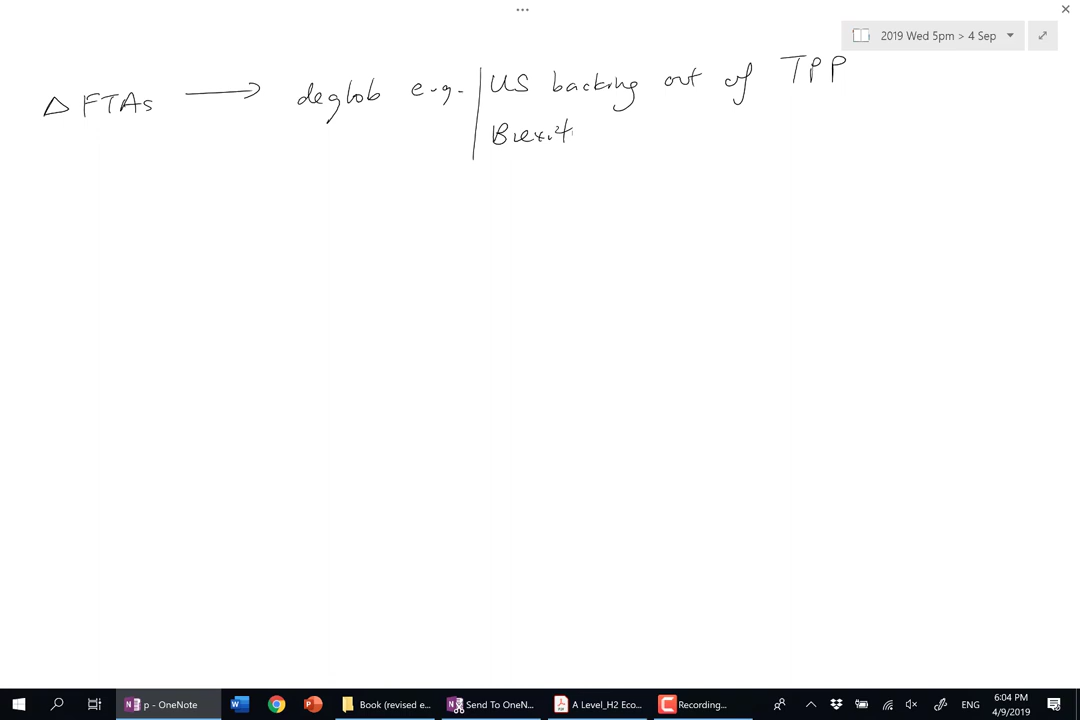 ...
2019 Wed 5pm > 4 Sep
Δ FTAs → deglob e.g. US backing out of TPP
Brexit
p - OneNote
Book (revised e...
Send To OneN...
A Level_H2 Eco...
Recording...
ENG
6:04 PM
4/9/2019